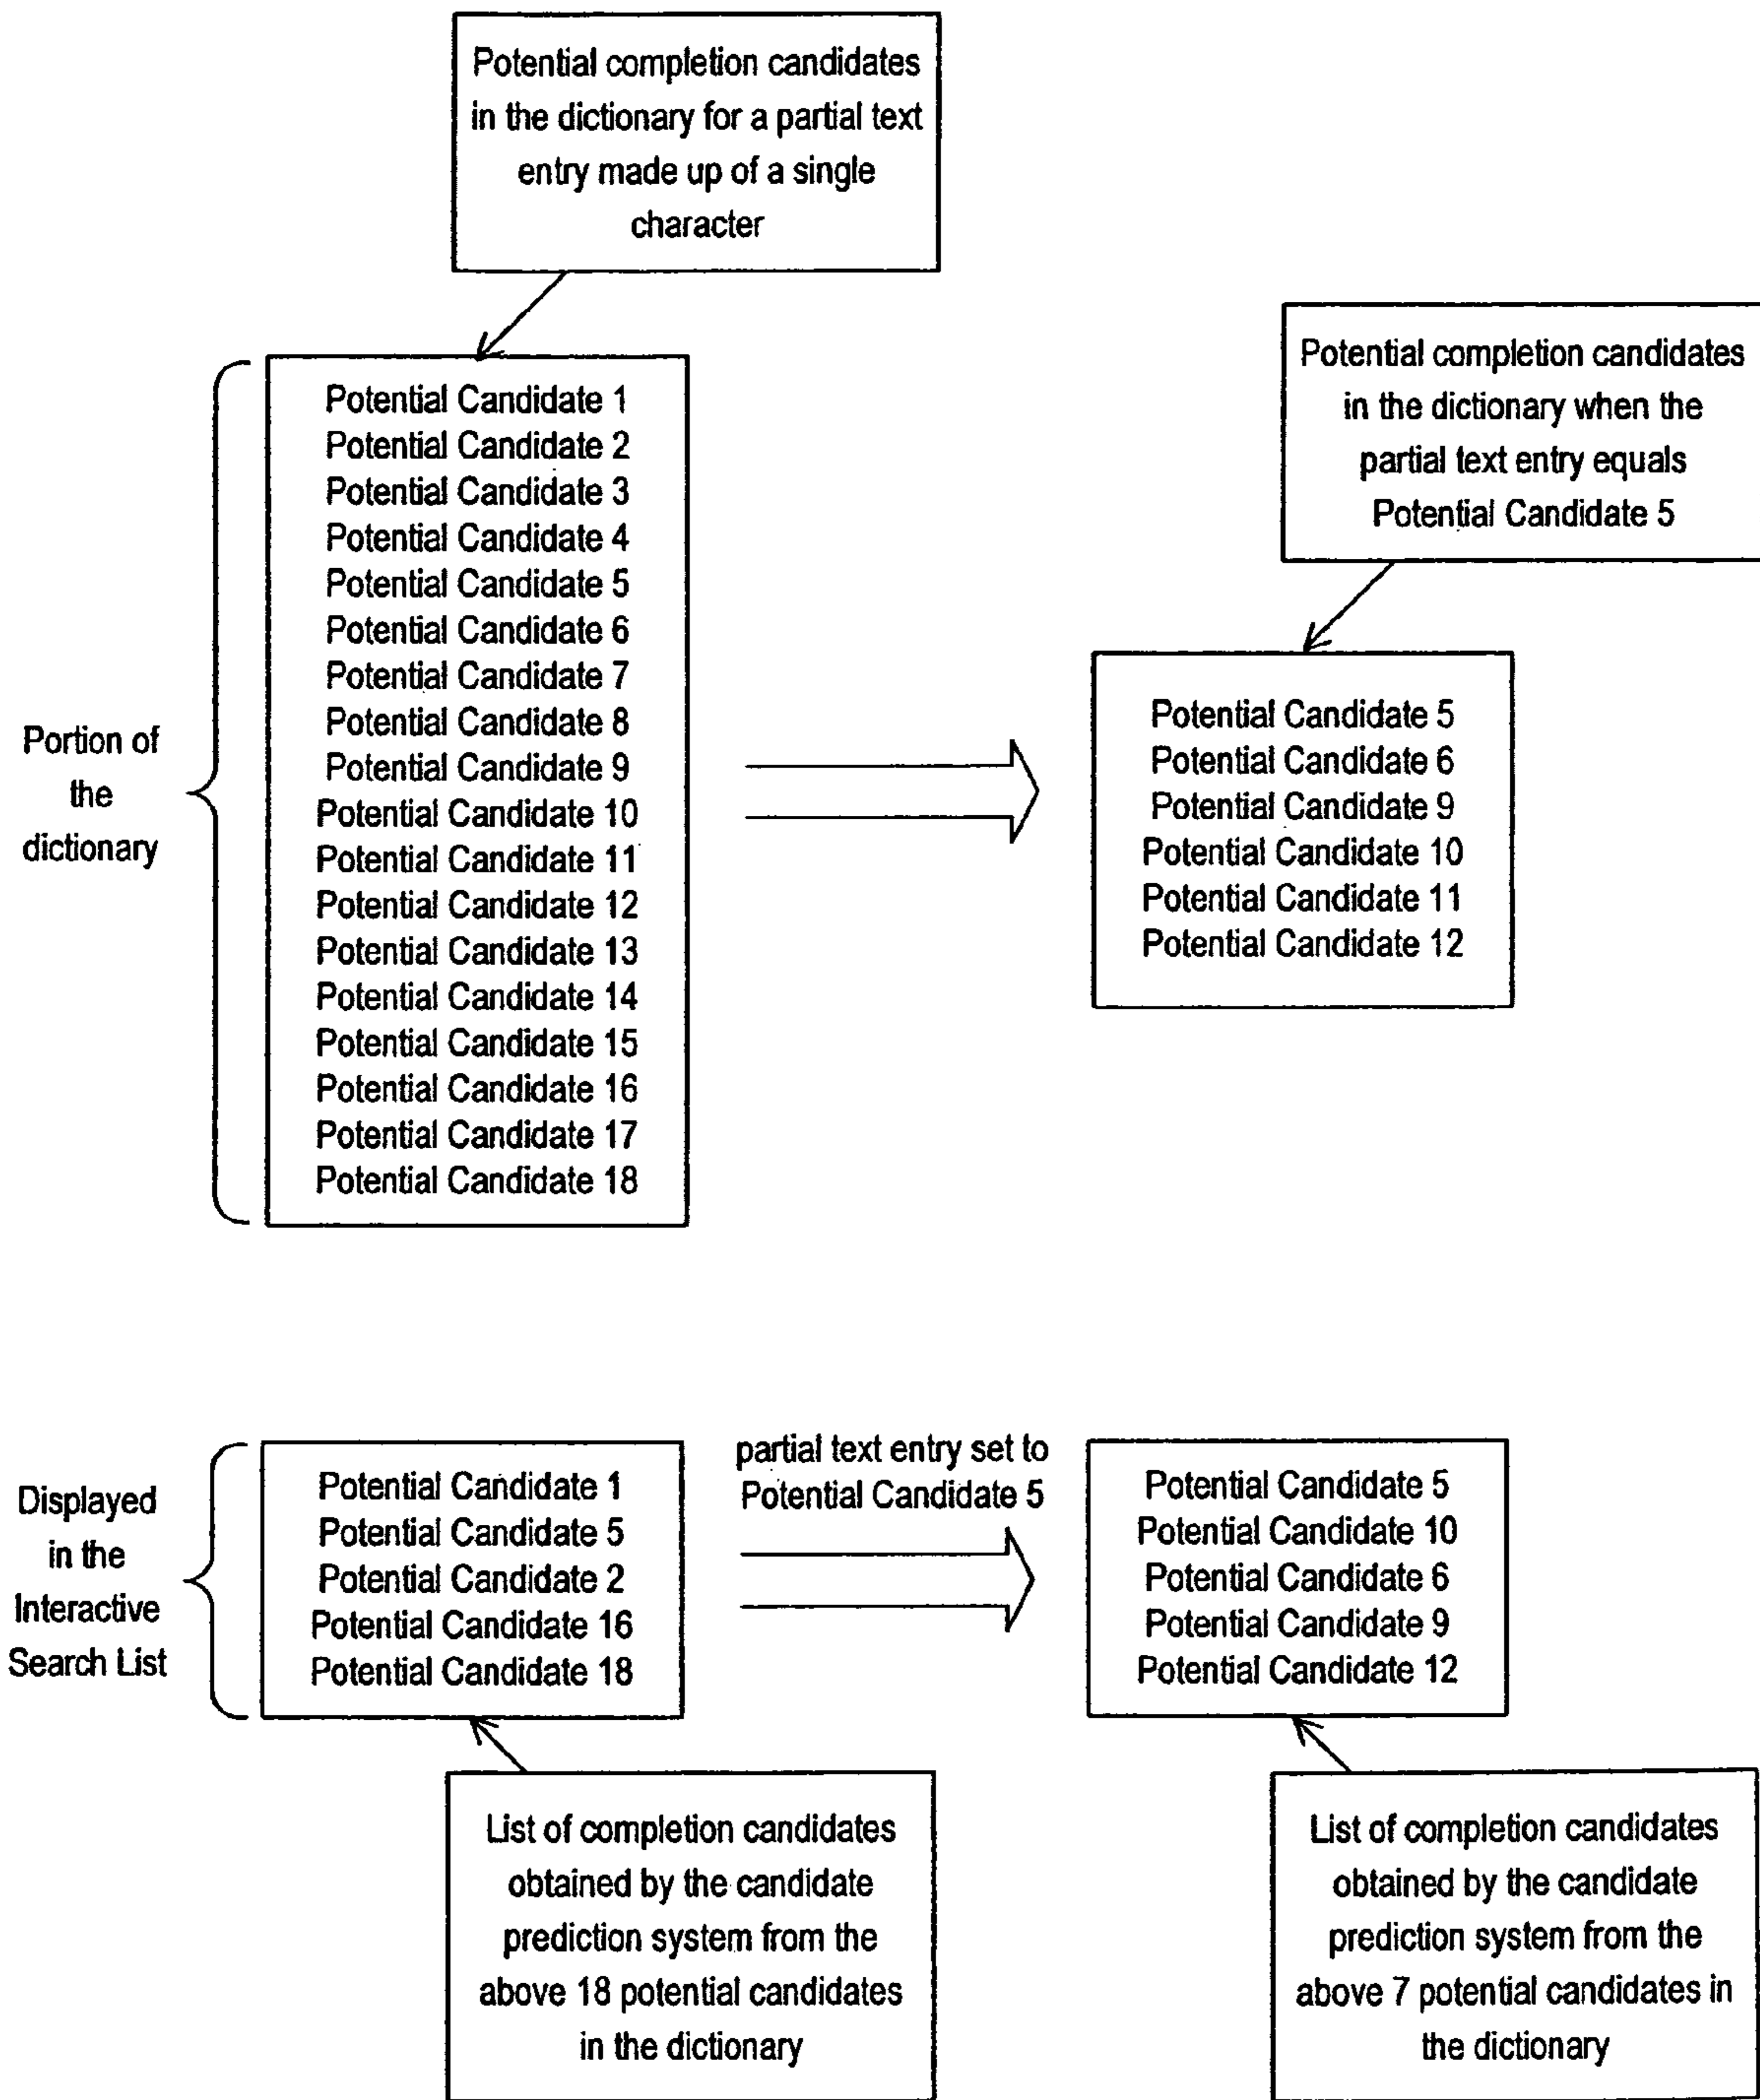 Potential completion candidates
in the dictionary for a partial text
entry made up of a single
character
Potential completion candidates
in the dictionary when the
partial text entry equals
Potential Candidate 5
Portion of
the
dictionary
Potential Candidate 1
Potential Candidate 2
Potential Candidate 3
Potential Candidate 4
Potential Candidate 5
Potential Candidate 6
Potential Candidate 7
Potential Candidate 8
Potential Candidate 9
Potential Candidate 10
Potential Candidate 11
Potential Candidate 12
Potential Candidate 13
Potential Candidate 14
Potential Candidate 15
Potential Candidate 16
Potential Candidate 17
Potential Candidate 18
Potential Candidate 5
Potential Candidate 6
Potential Candidate 9
Potential Candidate 10
Potential Candidate 11
Potential Candidate 12
Displayed
in the
Interactive
Search List
Potential Candidate 1
Potential Candidate 5
Potential Candidate 2
Potential Candidate 16
Potential Candidate 18
partial text entry set to
Potential Candidate 5
Potential Candidate 5
Potential Candidate 10
Potential Candidate 6
Potential Candidate 9
Potential Candidate 12
List of completion candidates
obtained by the candidate
prediction system from the
above 18 potential candidates
in the dictionary
List of completion candidates
obtained by the candidate
prediction system from the
above 7 potential candidates in
the dictionary